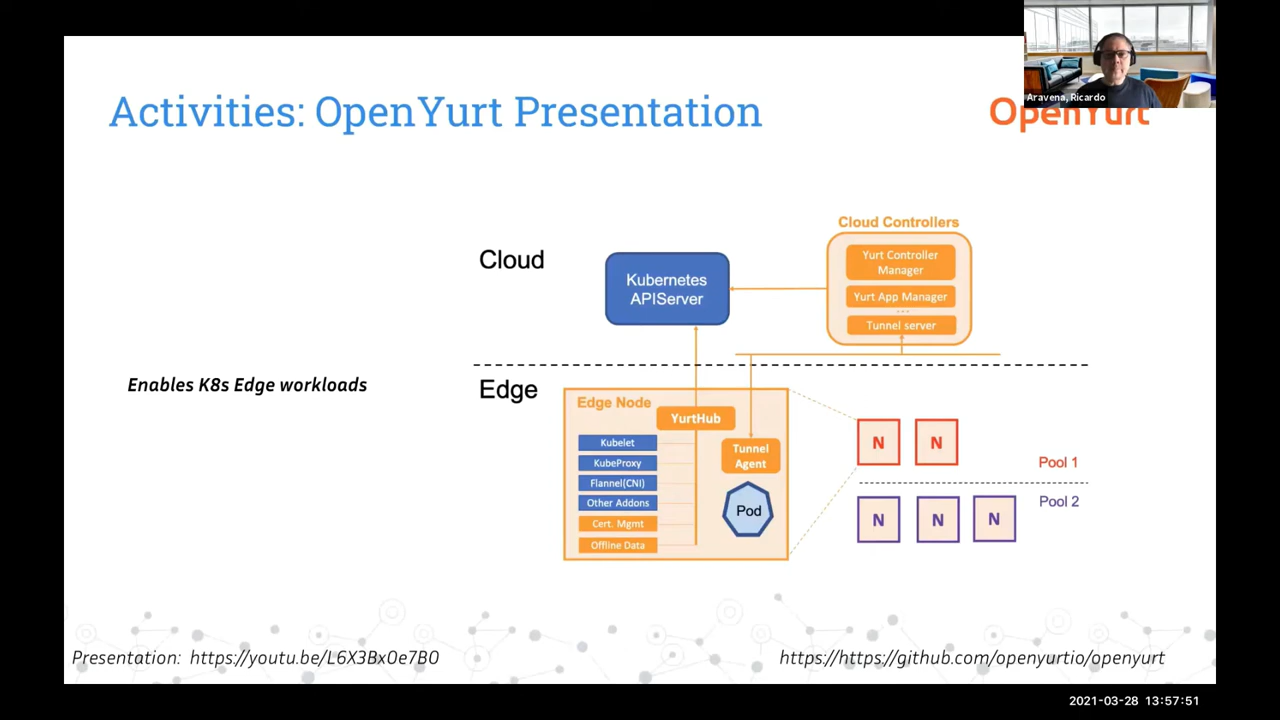 Aravena, Ricardo
Activities: OpenYurt Presentation
OpenYurt
Cloud Controllers
Cloud
Kubernetes
APIServer
Yurt Controller
Manager
Yurt App Manager
...
Tunnel server
Enables K8s Edge workloads
Edge
Edge Node
YurtHub
Kubelet
KubeProxy
Flannel(CNI)
Other Addons
Cert. Mgmt
Offline Data
Tunnel
Agent
Pod
N N
Pool 1
Pool 2
N N N
Presentation: https://youtu.be/L6X3Bx0e7B0
https://https://github.com/openyurtio/openyurt
2021-03-28 13:57:51